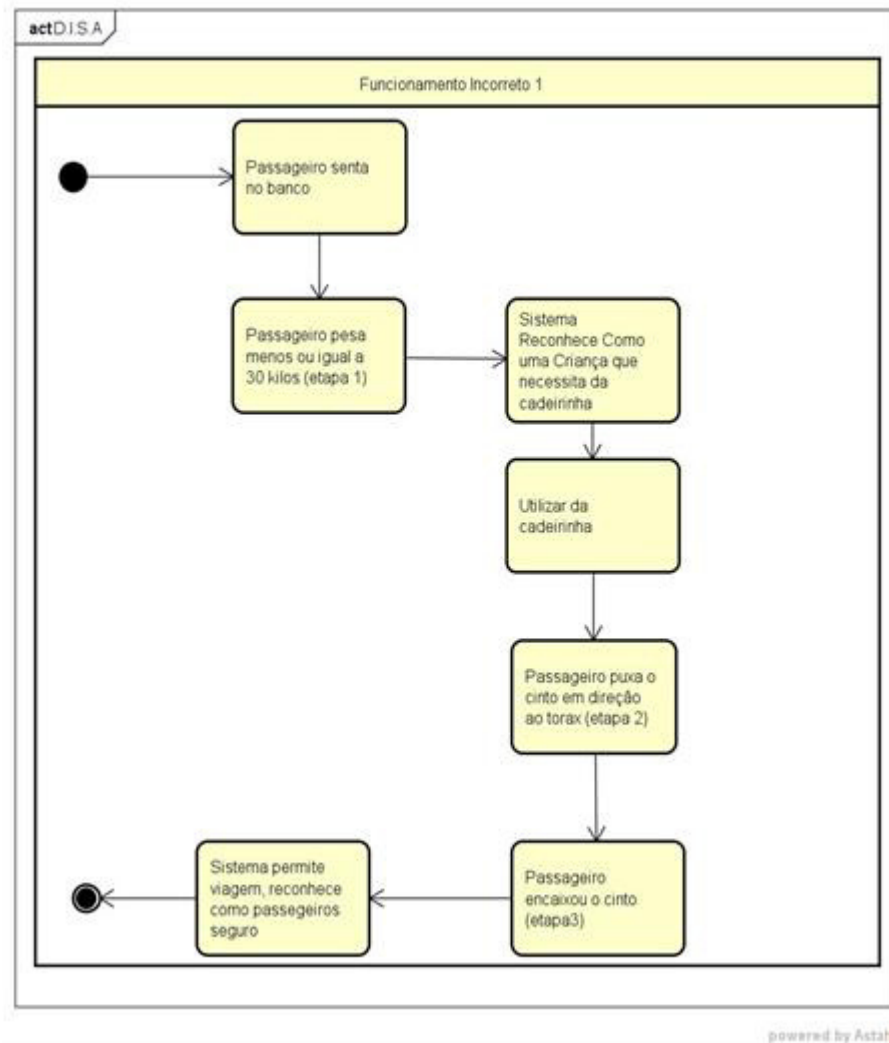 act D.I.S.A
Funcionamento Incorreto 1
Passageiro senta
no banco
Passageiro pesa
menos ou igual a
30 kilos (etapa 1)
Sistema
Reconhece Como
uma Criança que
necessita da
cadeirinha
Utilizar da
cadeirinha
Passageiro puxa o
cinto em direção
ao torax (etapa 2)
Passageiro
encaixou o cinto
(etapa3)
Sistema permite
viagem, reconhece
como passegeiros
seguro
powered by Astah